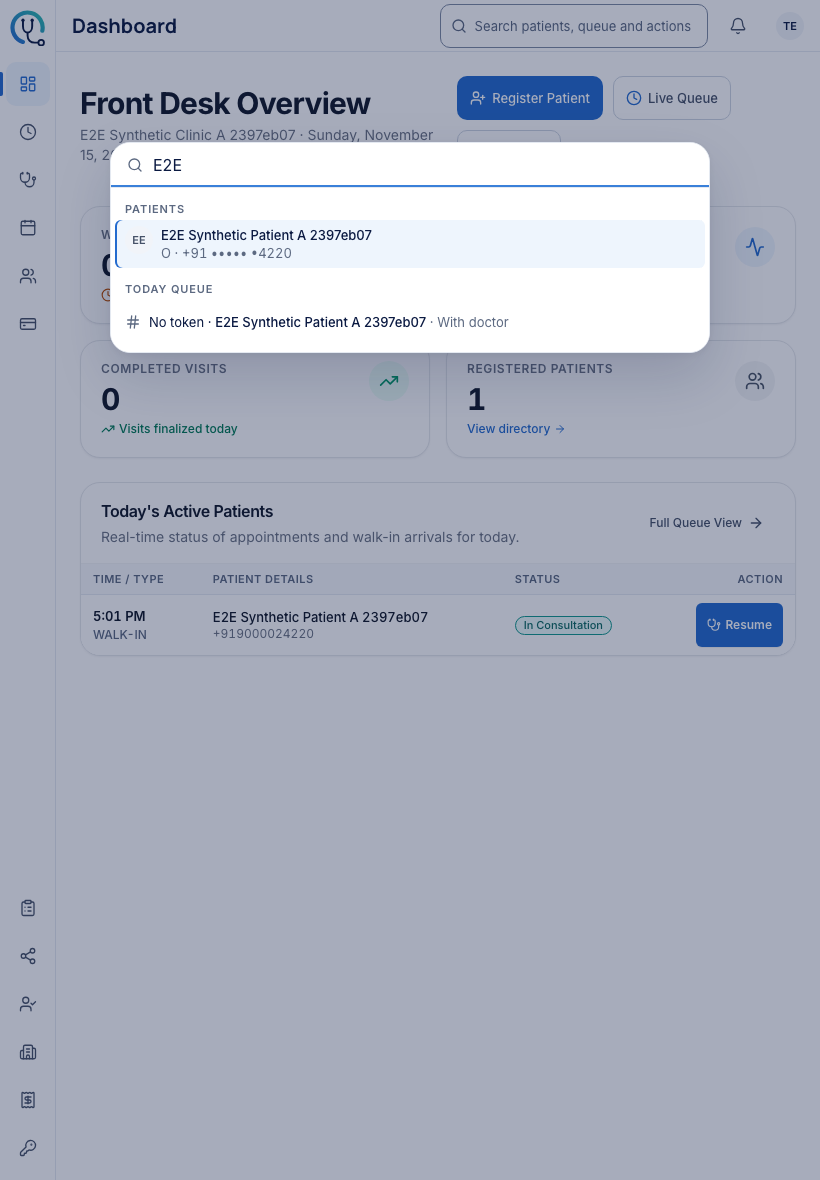 Dashboard
Search patients, queue and actions
TE
Front Desk Overview
Register Patient
Live Queue
E2E Synthetic Clinic A 2397eb07 · Sunday, November
15, 2
E2E
PATIENTS
EE
E2E Synthetic Patient A 2397eb07
O · +91 ••••• •4220
TODAY QUEUE
No token · E2E Synthetic Patient A 2397eb07 · With doctor
COMPLETED VISITS
0
Visits finalized today
REGISTERED PATIENTS
1
View directory →
Today's Active Patients
Real-time status of appointments and walk-in arrivals for today.
Full Queue View →
TIME / TYPE
PATIENT DETAILS
STATUS
ACTION
5:01 PM
WALK-IN
E2E Synthetic Patient A 2397eb07
+919000024220
In Consultation
Resume